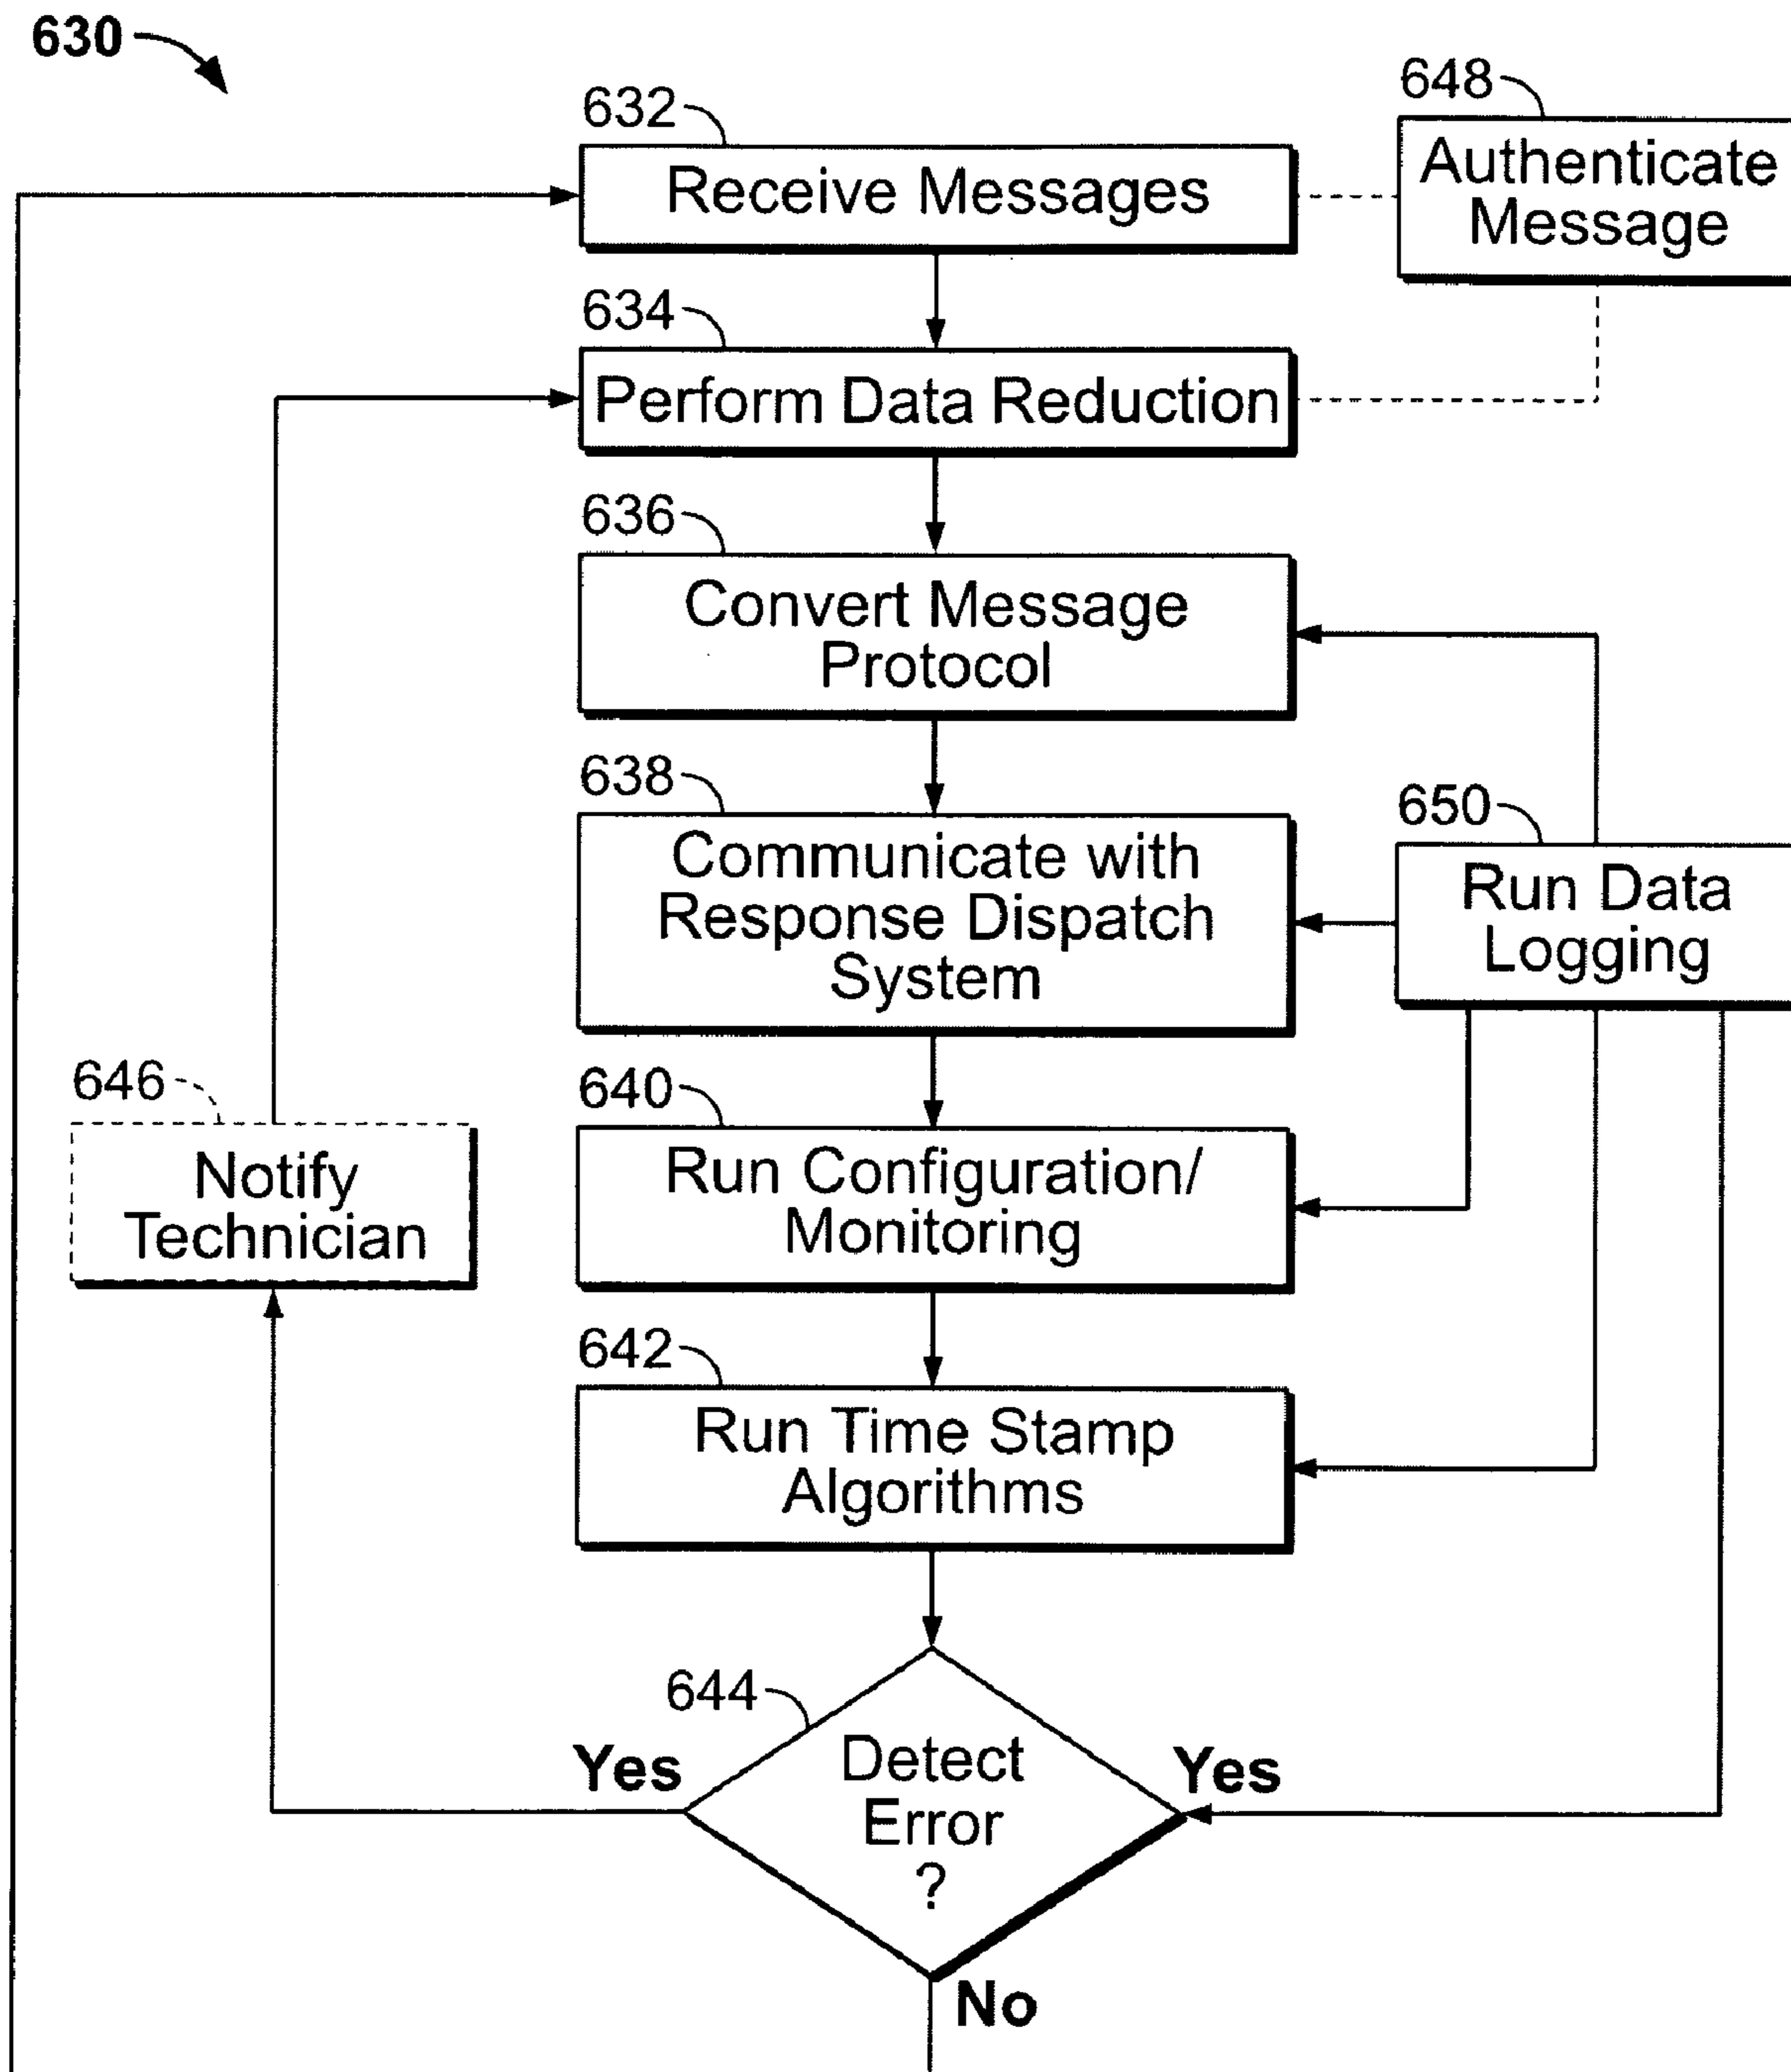 630
632
648
Receive Messages
Authenticate
Message
634
Perform Data Reduction
636
Convert Message
Protocol
638
650
Communicate with
Response Dispatch
System
Run Data
Logging
646
640
Notify
Technician
Run Configuration/
Monitoring
642
Run Time Stamp
Algorithms
644
Yes
Detect
Error
?
Yes
No